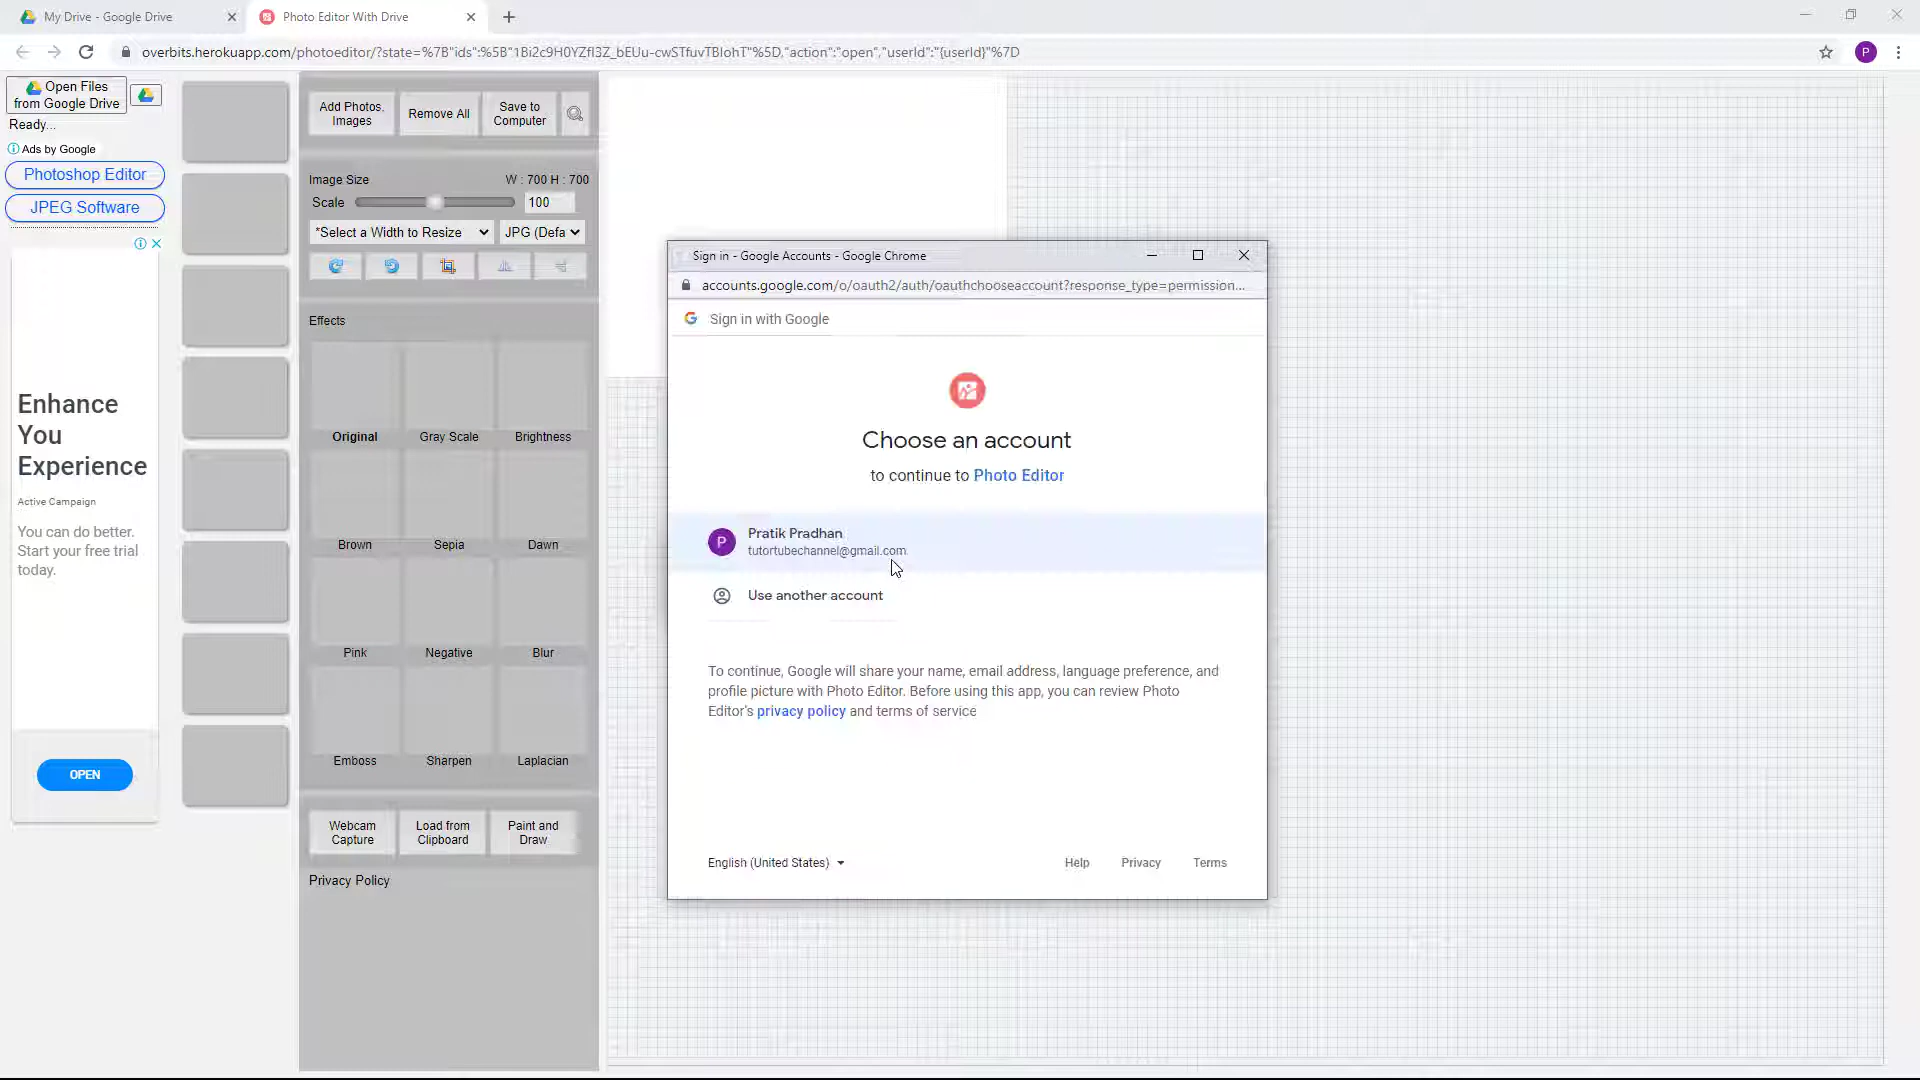 My Drive - Google Drive
Photo Editor With Drive
overbits.herokuapp.com/photoeditor/?state=%7B"ids":%5B"1Bi2c9H0YZfl3Z_bEUu-cwSTfuvTBlohT"%5D,"action":"open","userId":"{userId}"%7D
P
Open Files
from Google Drive
Ready...
Ads by Google
Photoshop Editor
JPEG Software
Enhance
You
Experience
Active Campaign
You can do better.
Start your free trial
today.
OPEN
Add Photos,
Images
Remove All
Save to
Computer
Image Size
W : 700 H : 700
Scale
100
*Select a Width to Resize
JPG (Defa
Effects
Original
Gray Scale
Brightness
Brown
Sepia
Dawn
Pink
Negative
Blur
Emboss
Sharpen
Laplacian
Webcam
Capture
Load from
Clipboard
Paint and
Draw
Privacy Policy
Sign in - Google Accounts - Google Chrome
accounts.google.com/o/oauth2/auth/oauthchooseaccount?response_type=permission...
Sign in with Google
Choose an account
to continue to Photo Editor
P
Pratik Pradhan
tutortubechannel@gmail.com
Use another account
To continue, Google will share your name, email address, language preference, and
profile picture with Photo Editor. Before using this app, you can review Photo
Editor's privacy policy and terms of service
English (United States)
Help
Privacy
Terms